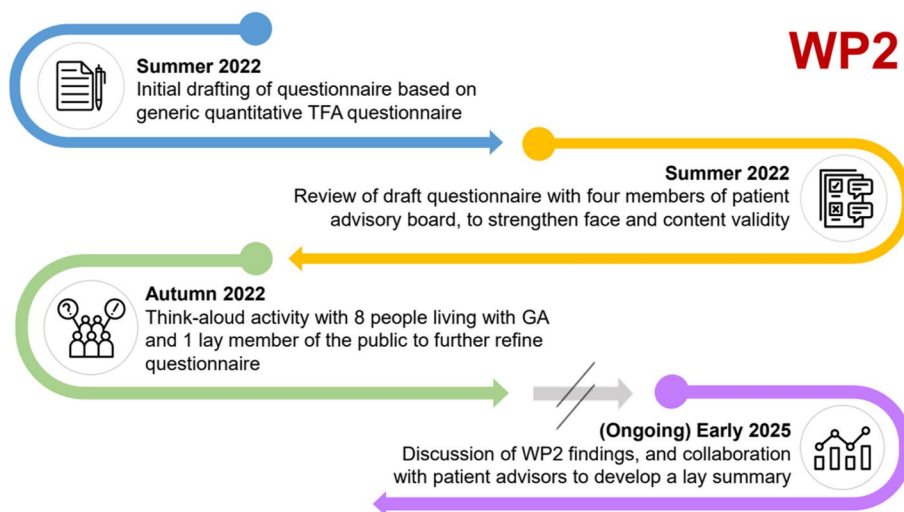 WP2
Summer 2022
Initial drafting of questionnaire based on
generic quantitative TFA questionnaire
Summer 2022
Review of draft questionnaire with four members of patient
advisory board, to strengthen face and content validity
Autumn 2022
Think-aloud activity with 8 people living with GA
and 1 lay member of the public to further refine
questionnaire
(Ongoing) Early 2025
Discussion of WP2 findings, and collaboration
with patient advisors to develop a lay summary